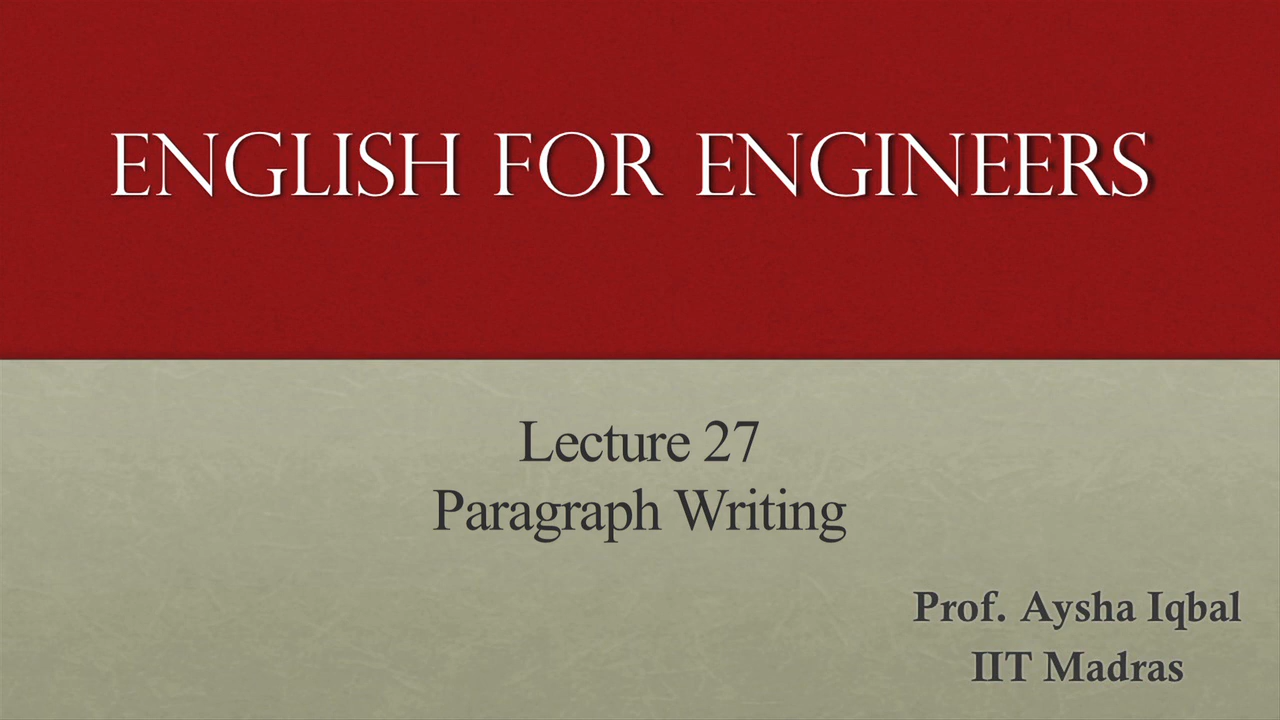 ENGLISH FOR ENGINEERS
Lecture 27
Paragraph Writing
Prof. Aysha Iqbal
IIT Madras